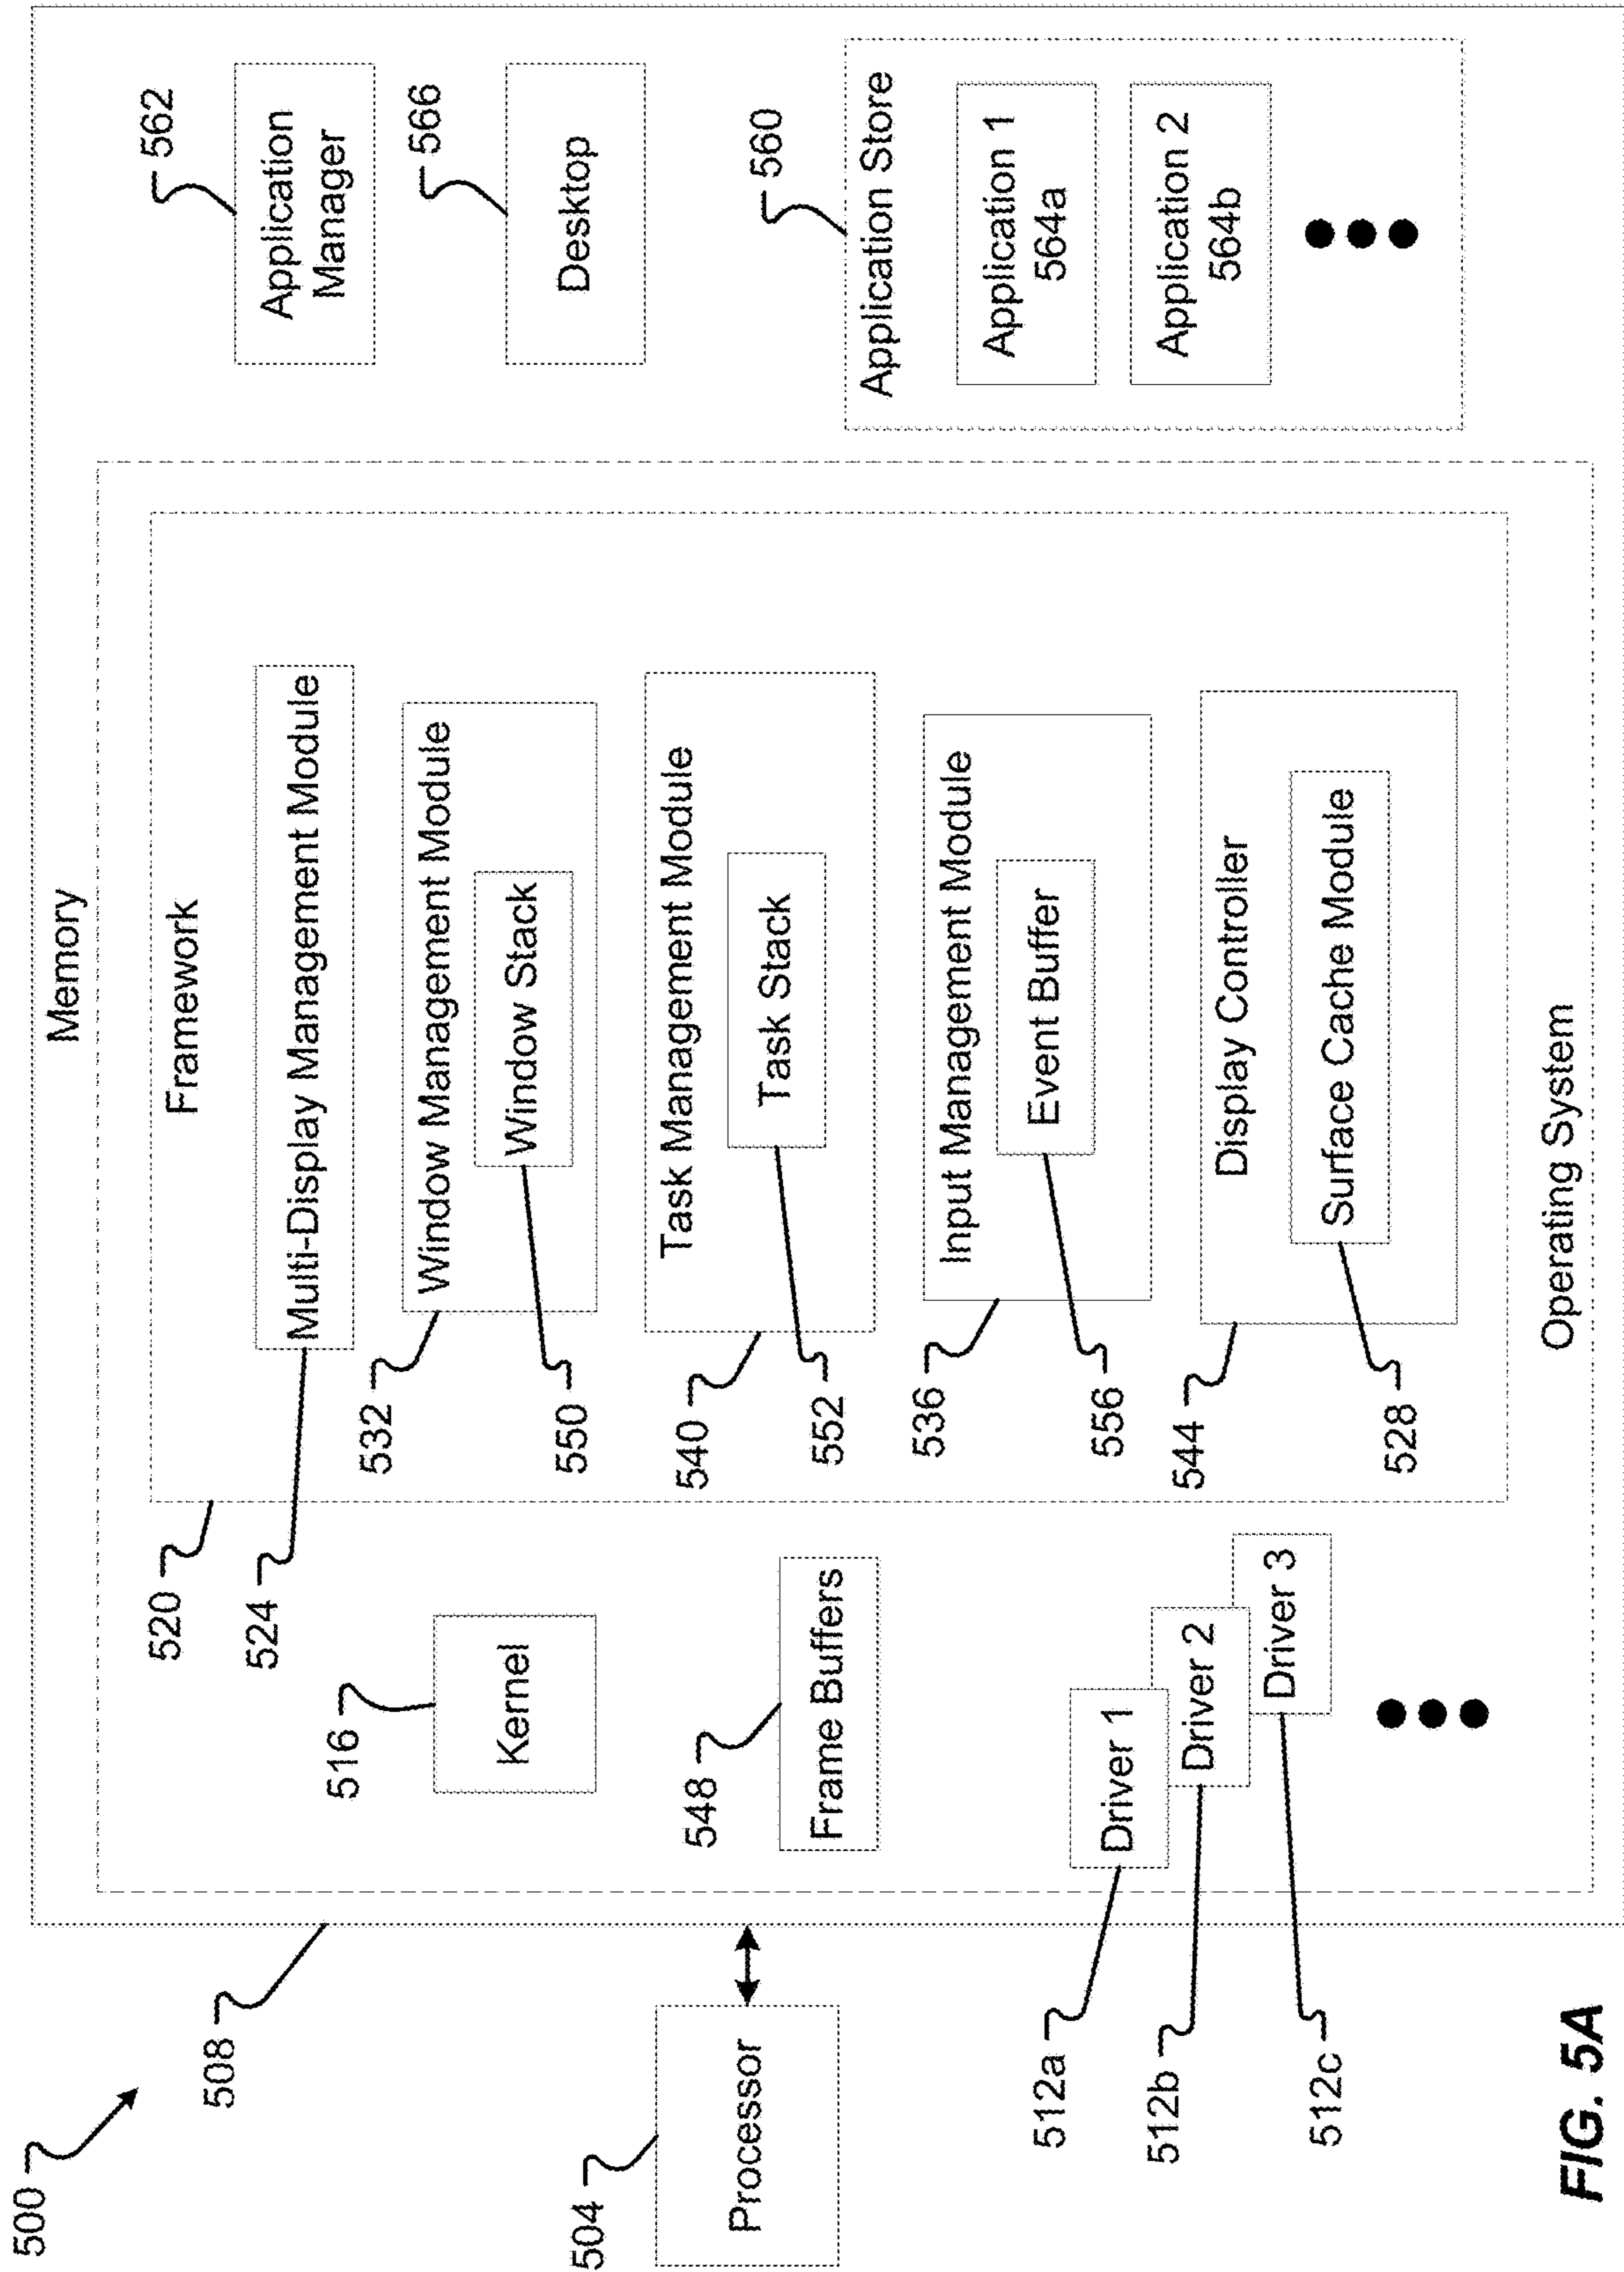 500
508
Memory
504
Processor
520
Framework
524
Multi-Display Management Module
532
Window Management Module
550
Window Stack
540
Task Management Module
552
Task Stack
536
Input Management Module
556
Event Buffer
544
Display Controller
528
Surface Cache Module
516
Kernel
548
Frame Buffers
512a
Driver 1
512b
Driver 2
512c
Driver 3
Operating System
562
Application
Manager
566
Desktop
560
Application Store
Application 1
564a
Application 2
564b
FIG. 5A